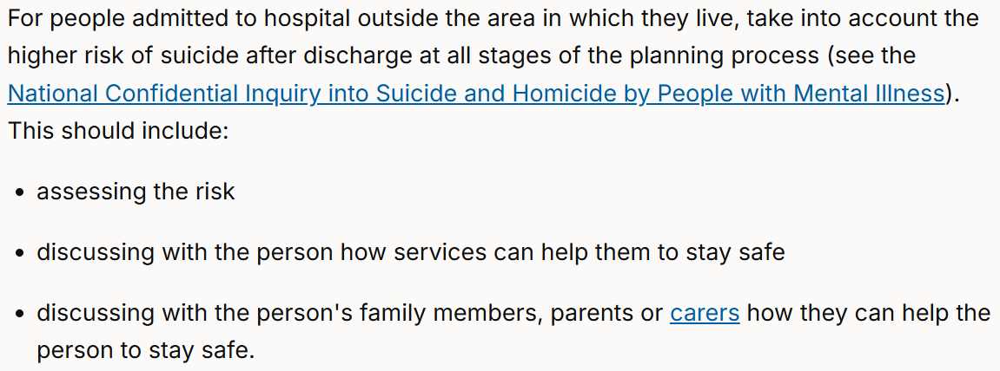 For people admitted to hospital outside the area in which they live, take into account the
higher risk of suicide after discharge at all stages of the planning process (see the
National Confidential Inquiry into Suicide and Homicide by People with Mental Illness).
This should include:
• assessing the risk
• discussing with the person how services can help them to stay safe
• discussing with the person's family members, parents or carers how they can help the
person to stay safe.